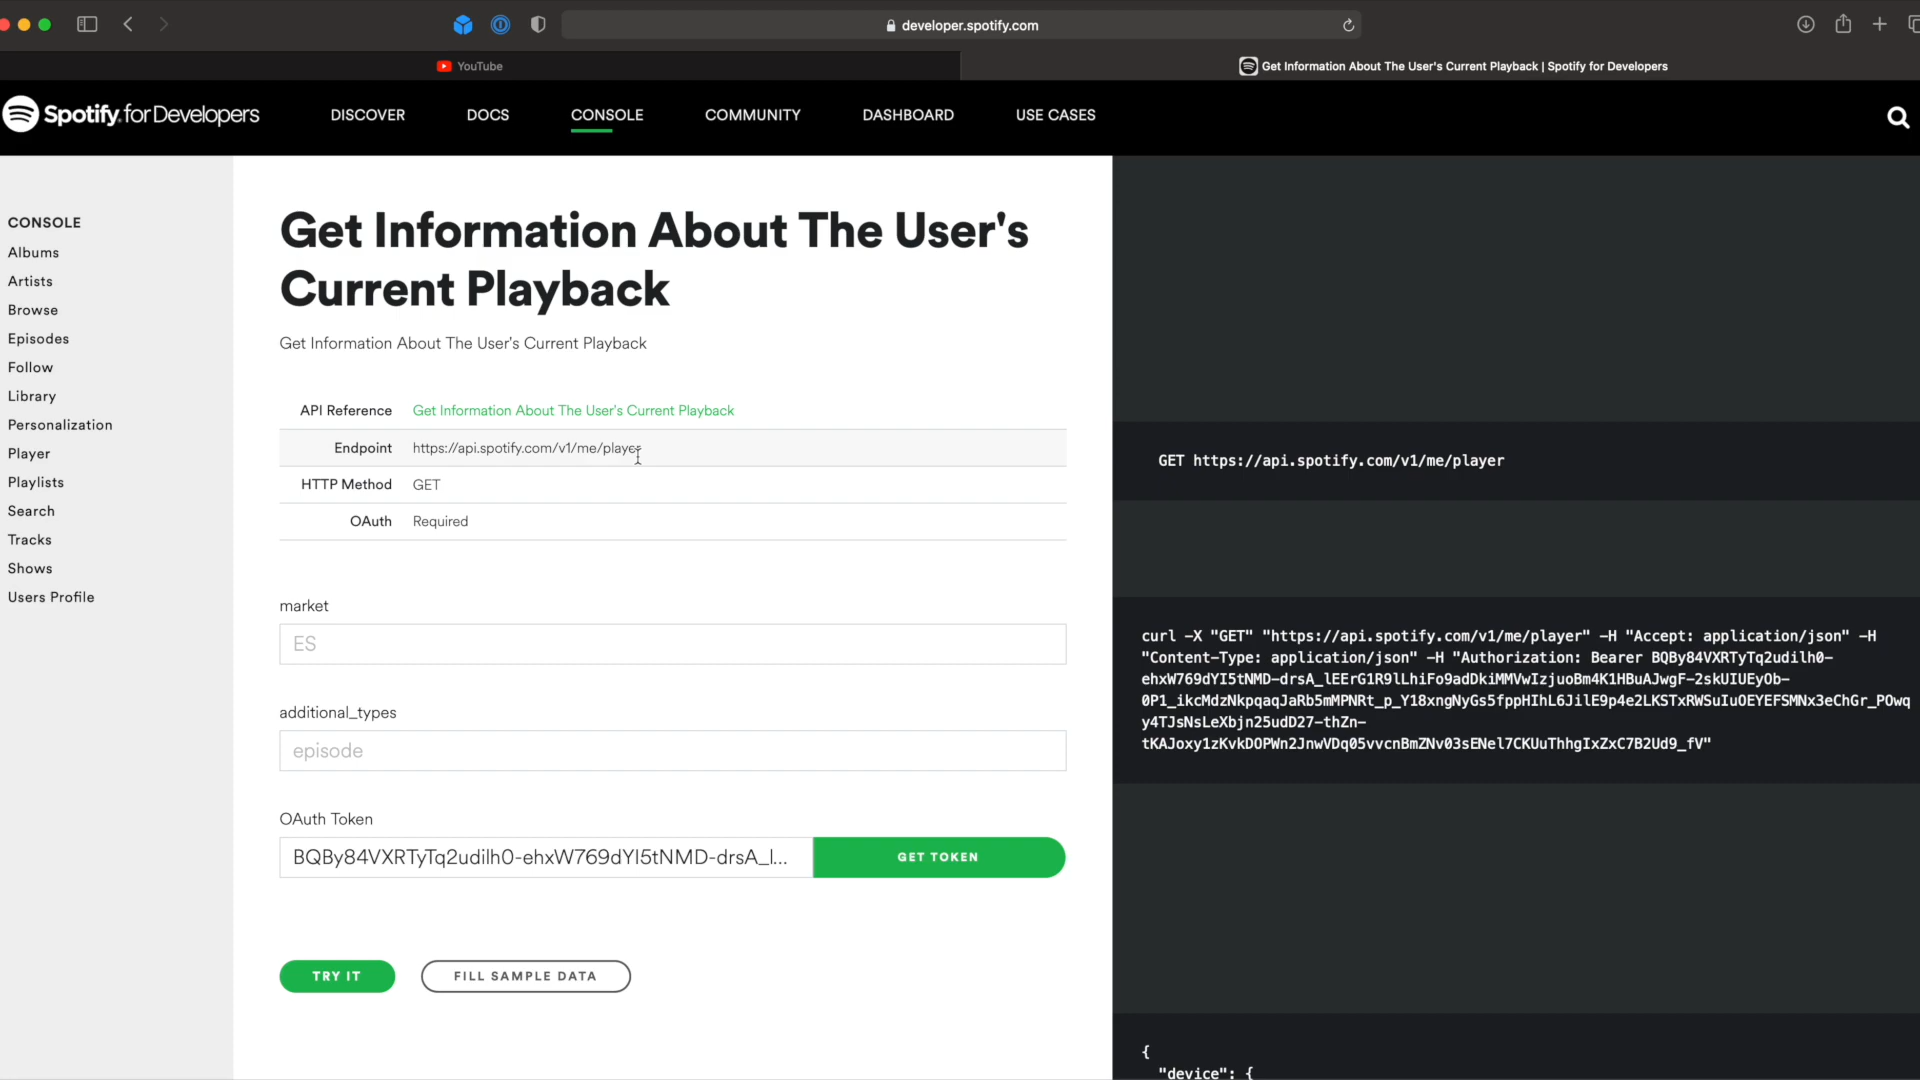 developer.spotify.com
YouTube
Get Information About The User's Current Playback | Spotify for Developers
Spotify for Developers
DISCOVER
DOCS
CONSOLE
COMMUNITY
DASHBOARD
USE CASES
CONSOLE
Albums
Artists
Browse
Episodes
Follow
Library
Personalization
Player
Playlists
Search
Tracks
Shows
Users Profile
Get Information About The User's
Current Playback
Get Information About The User's Current Playback
API Reference Get Information About The User's Current Playback
Endpoint https://api.spotify.com/v1/me/player
HTTP Method GET
OAuth Required
market
ES
additional_types
episode
OAuth Token
BQBy84VXRTyTq2udilh0-ehxW769dYI5tNMD-drsA_l...
GET TOKEN
TRY IT
FILL SAMPLE DATA
GET https://api.spotify.com/v1/me/player
curl -X "GET" "https://api.spotify.com/v1/me/player" -H "Accept: application/json" -H
"Content-Type: application/json" -H "Authorization: Bearer BQBy84VXRTyTq2udilh0-
ehxW769dYI5tNMD-drsA_lEErG1R9lLhiFo9adDkiMMVwIzjuoBm4K1HBuAJwgF-2skUIUEyOb-
0P1_ikcMdzNkpqaqJaRb5mMPNRt_p_Y18xngNyGs5fppHIhL6JilE9p4e2LKSTxRWSuIuOEYEFSMNx3eChGr_POwq
y4TJsNsLeXbjn25udD27-thZn-
tKAJoxy1zKvkDOPWn2JnwVDq05vvcnBmZNv03sENel7CKUuThhgIxZxC7B2Ud9_fV"
{
"device": {